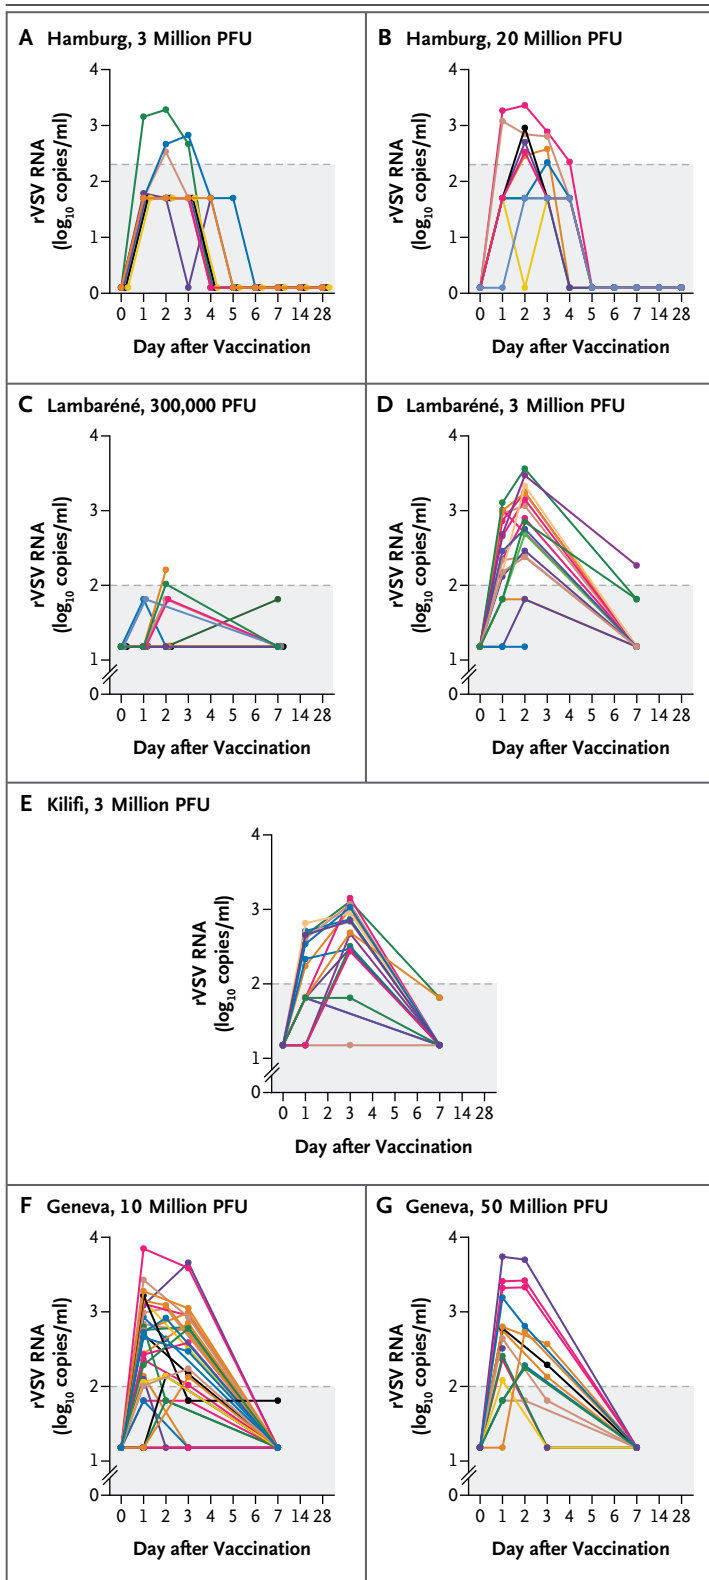 A Hamburg, 3 Million PFU
4
3
2
1
0
rVSV RNA
(log10 copies/ml)
0 1 2 3 4 5 6 7 14 28
Day after Vaccination
B Hamburg, 20 Million PFU
4
3
2
1
0
rVSV RNA
(log10 copies/ml)
0 1 2 3 4 5 6 7 14 28
Day after Vaccination
C Lambaréné, 300,000 PFU
4
3
2
1
0
rVSV RNA
(log10 copies/ml)
0 1 2 3 4 5 6 7 14 28
Day after Vaccination
D Lambaréné, 3 Million PFU
4
3
2
1
0
rVSV RNA
(log10 copies/ml)
0 1 2 3 4 5 6 7 14 28
Day after Vaccination
E Kilifi, 3 Million PFU
4
3
2
1
0
rVSV RNA
(log10 copies/ml)
0 1 2 3 4 5 6 7 14 28
Day after Vaccination
F Geneva, 10 Million PFU
4
3
2
1
0
rVSV RNA
(log10 copies/ml)
0 1 2 3 4 5 6 7 14 28
Day after Vaccination
G Geneva, 50 Million PFU
4
3
2
1
0
rVSV RNA
(log10 copies/ml)
0 1 2 3 4 5 6 7 14 28
Day after Vaccination